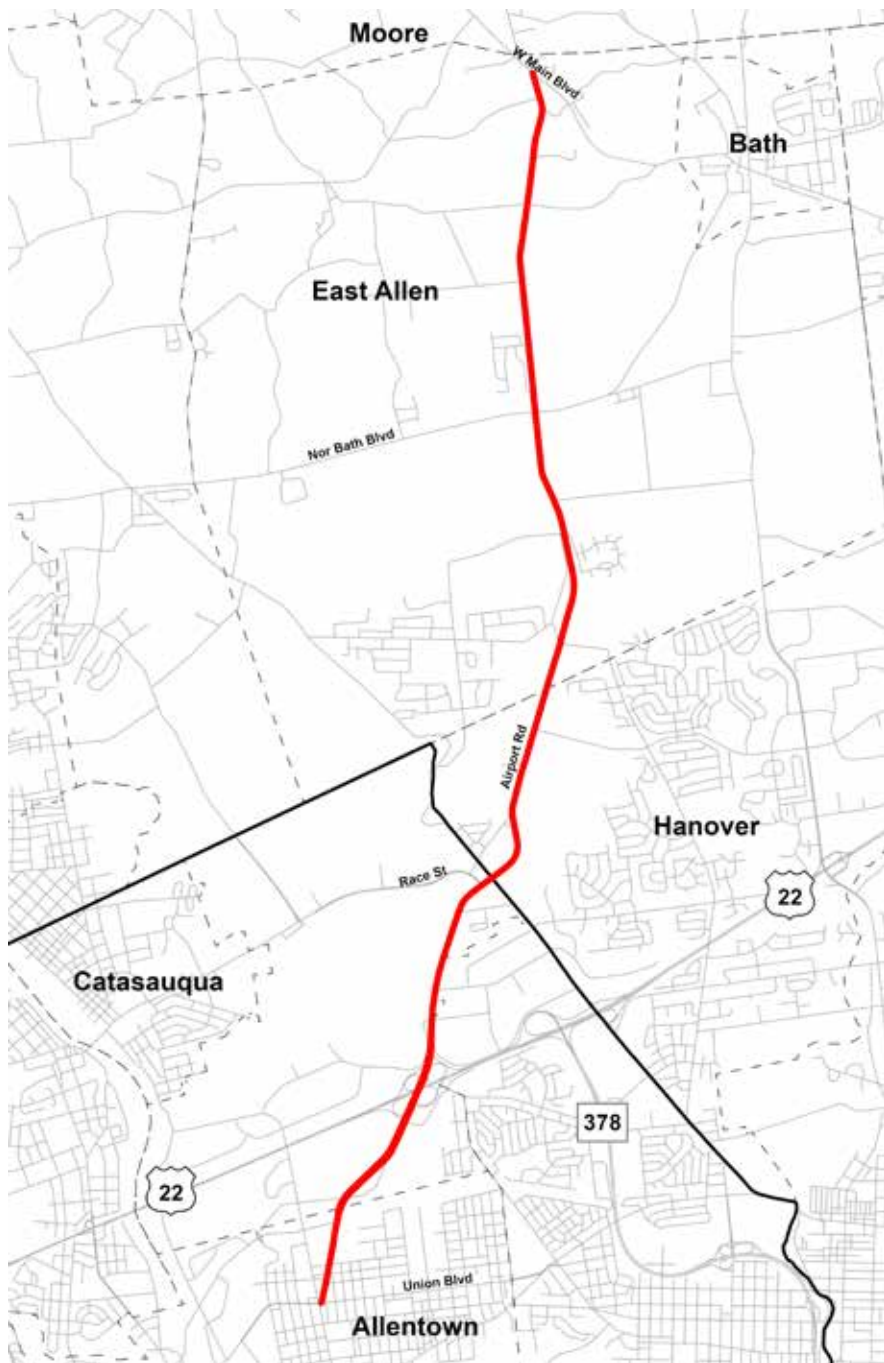 Moore
W Main Blvd
Bath
East Allen
Nor Bath Blvd
Airport Rd
Hanover
Race St
22
Catasauqua
378
22
Union Blvd
Allentown